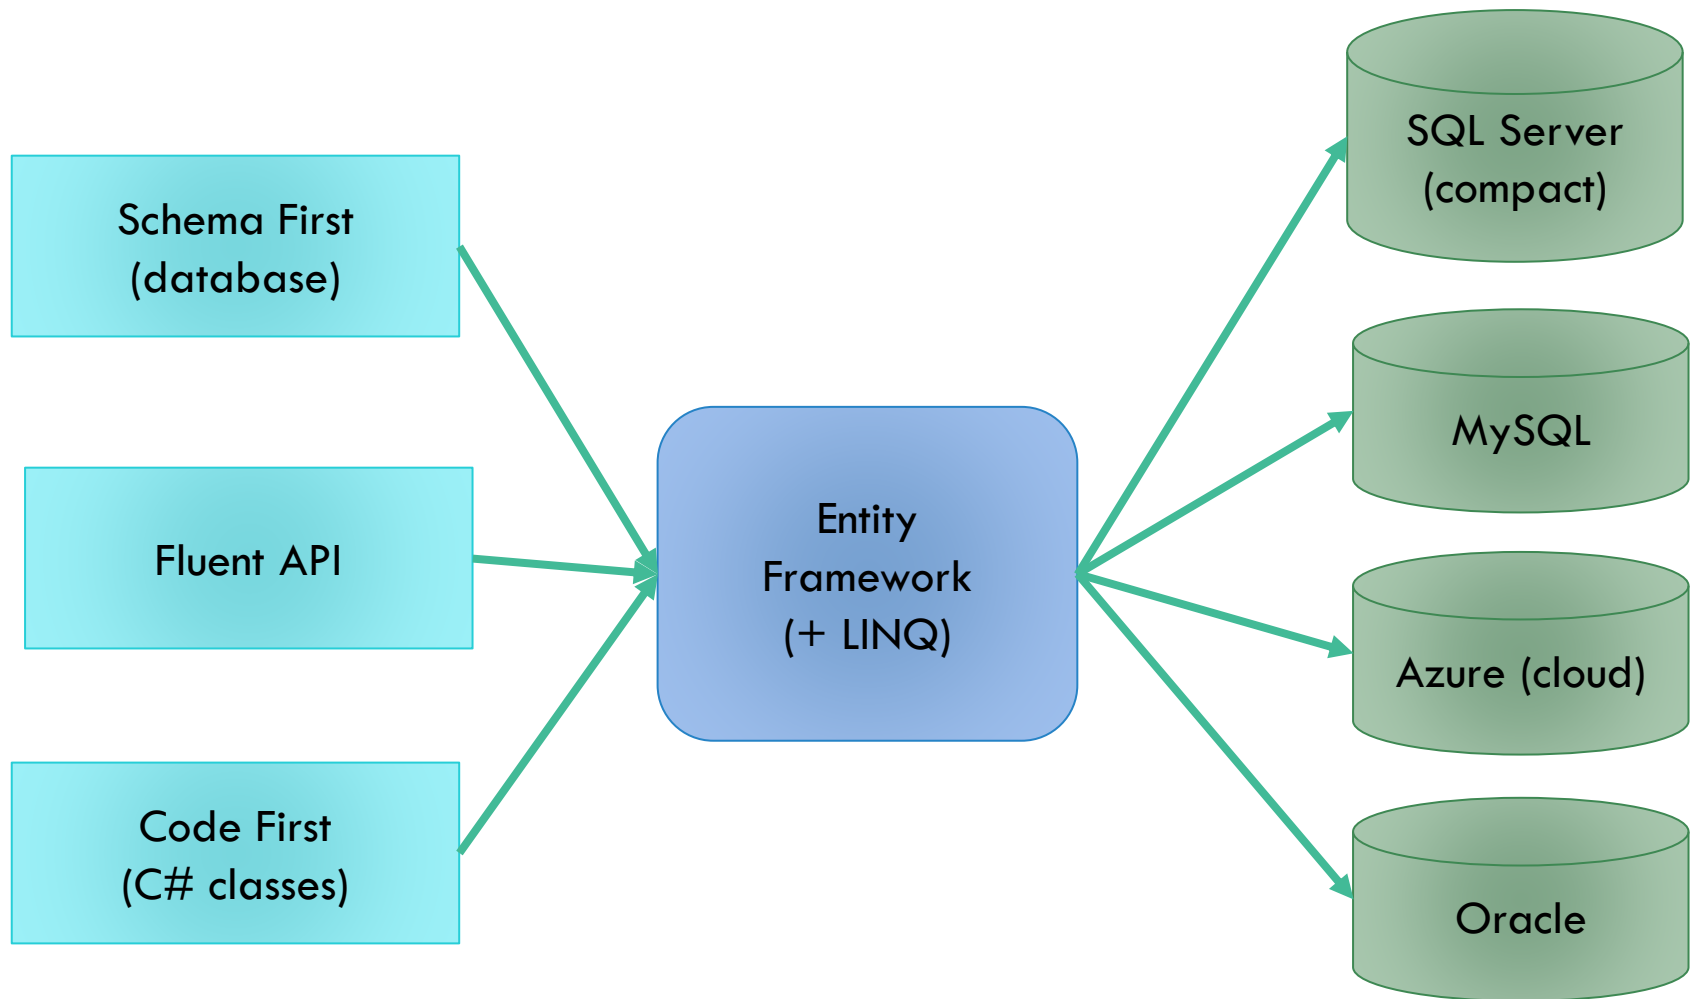 Schema First
(database)
Fluent API
Code First
(C# classes)
Entity
Framework
(+ LINQ)
SQL Server
(compact)
MySQL
Azure (cloud)
Oracle